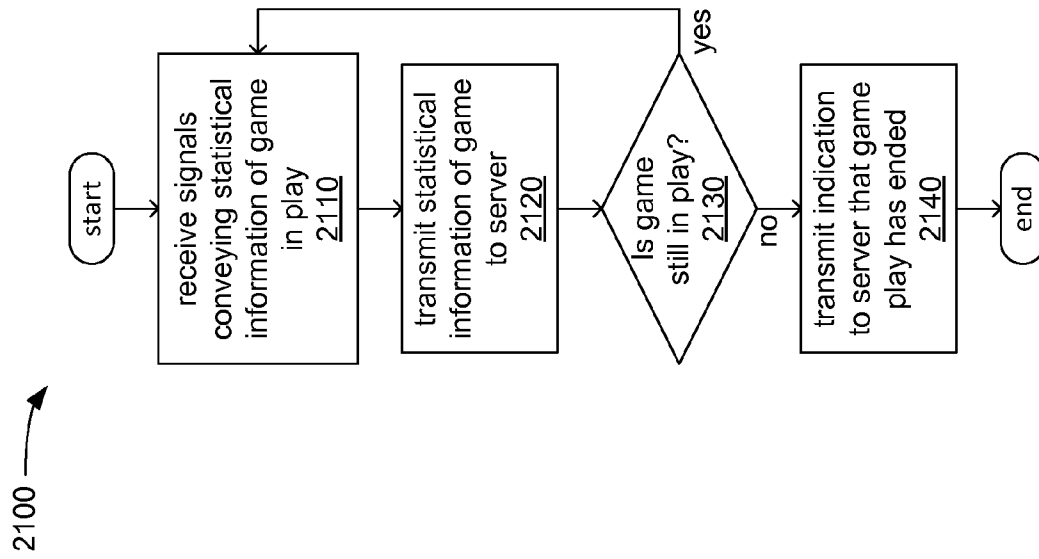 2100
start
receive signals
conveying statistical
information of game
in play
2110
transmit statistical
information of game
to server
2120
Is game
still in play?
2130
yes
no
transmit indication
to server that game
play has ended
2140
end